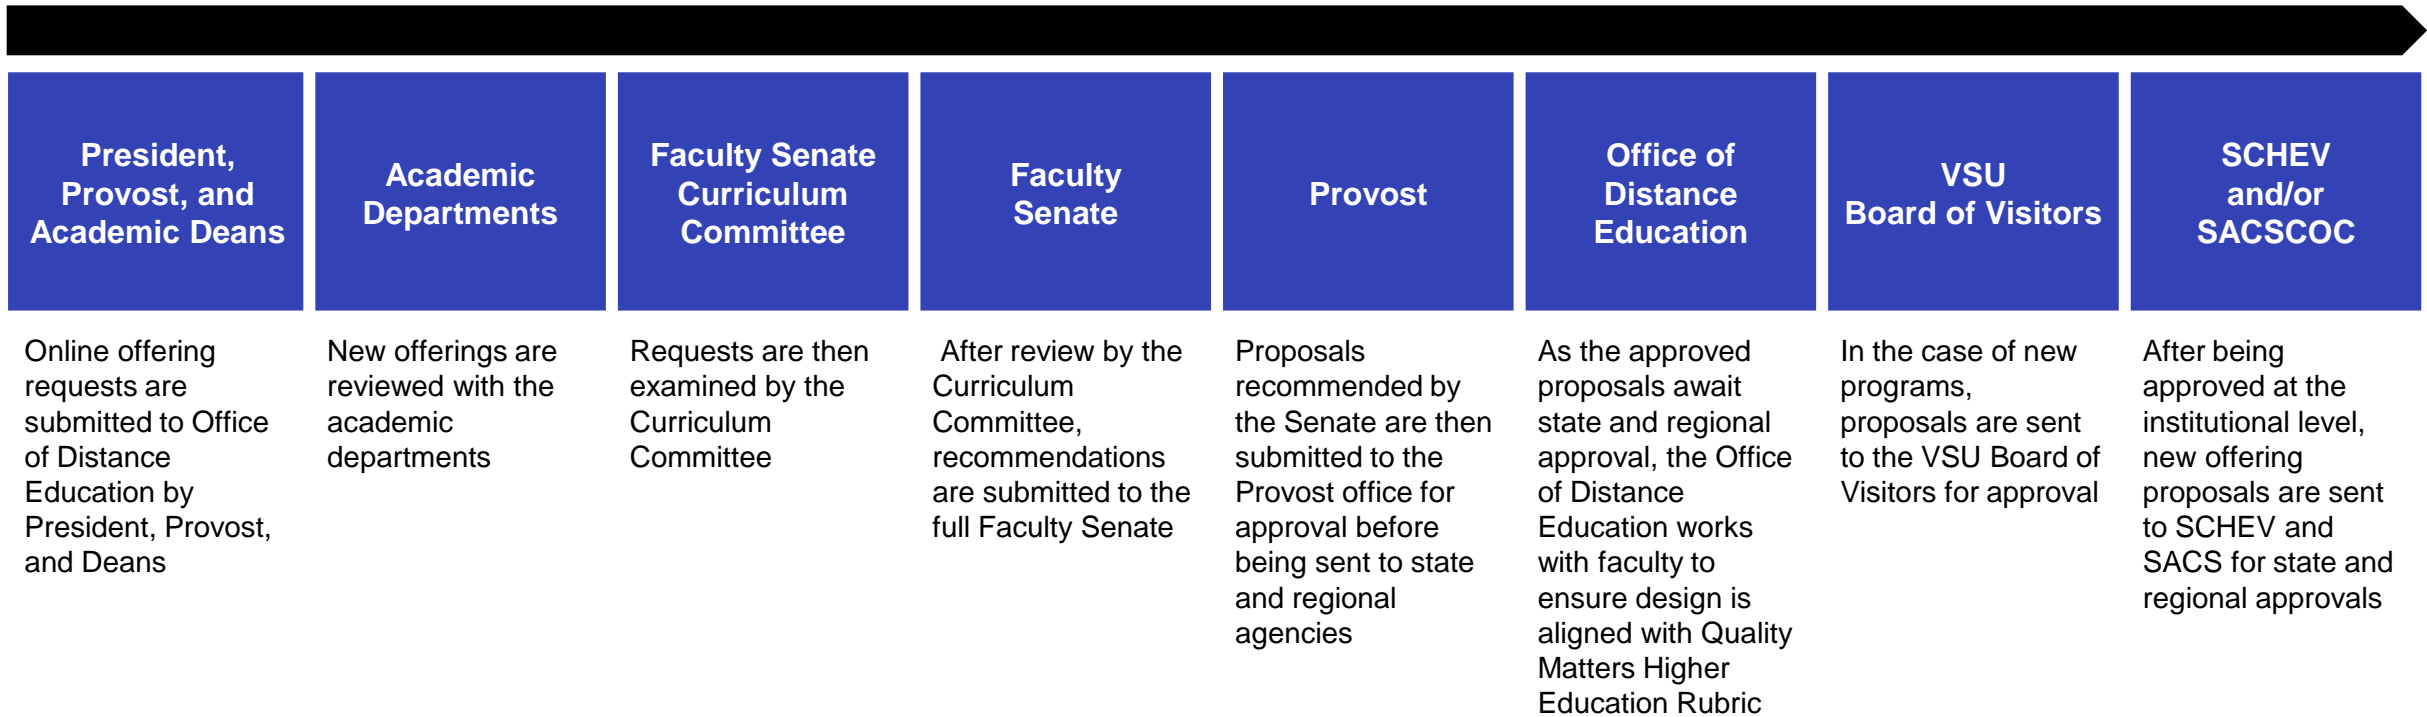 President,
Provost, and
Academic Deans
Academic
Departments
Faculty Senate
Curriculum
Committee
Faculty
Senate
Provost
Office of
Distance
Education
VSU
Board of Visitors
SCHEV
and/or
SACSCOC
Online offering
requests are
submitted to Office
of Distance
Education by
President, Provost,
and Deans
New offerings are
reviewed with the
academic
departments
Requests are then
examined by the
Curriculum
Committee
After review by the
Curriculum
Committee,
recommendations
are submitted to the
full Faculty Senate
Proposals
recommended by
the Senate are then
submitted to the
Provost office for
approval before
being sent to state
and regional
agencies
As the approved
proposals await
state and regional
approval, the Office
of Distance
Education works
with faculty to
ensure design is
aligned with Quality
Matters Higher
Education Rubric
In the case of new
programs,
proposals are sent
to the VSU Board of
Visitors for approval
After being
approved at the
institutional level,
new offering
proposals are sent
to SCHEV and
SACS for state and
regional approvals